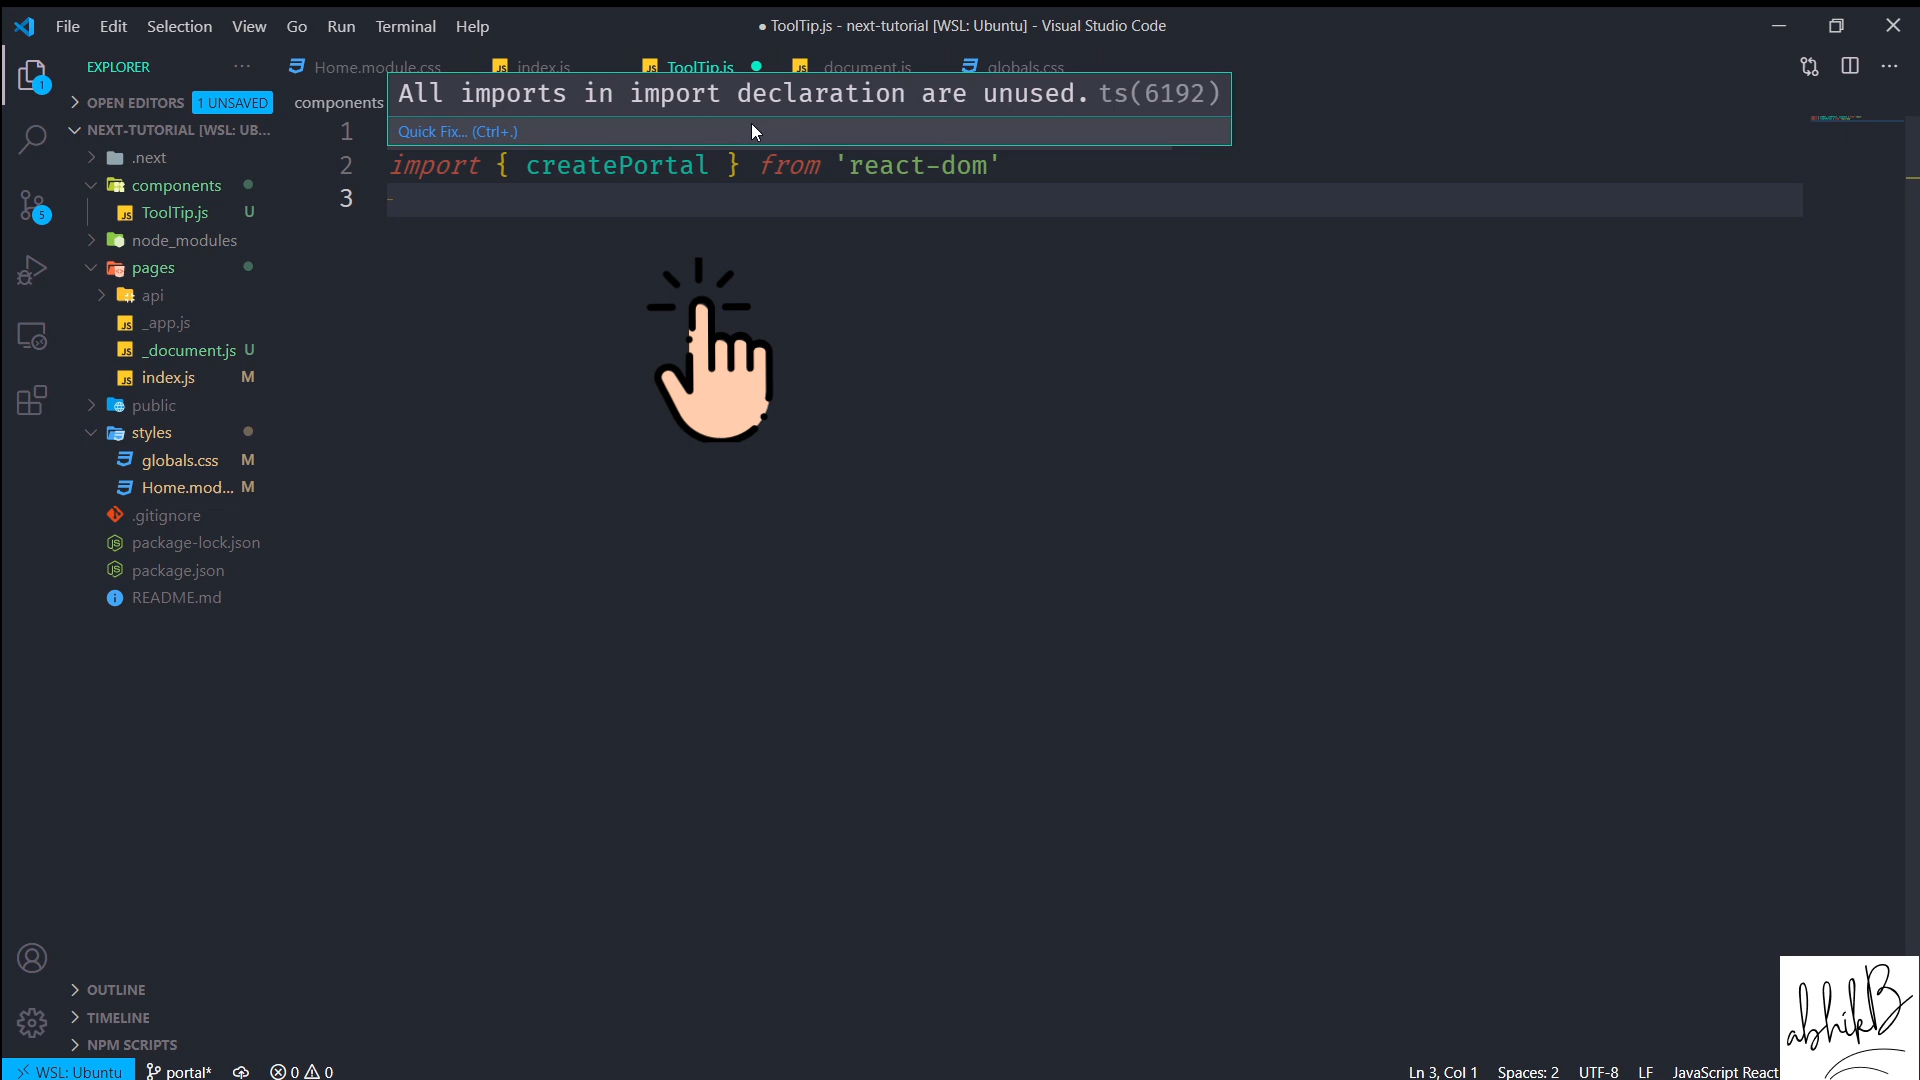 File Edit Selection View Go Run Terminal Help
● ToolTip.js - next-tutorial [WSL: Ubuntu] - Visual Studio Code
1
EXPLORER ···
Home.module.css
index.js
ToolTip.js
_document.js
globals.css
OPEN EDITORS 1 UNSAVED
components
All imports in import declaration are unused. ts(6192)
Quick Fix... (Ctrl+.)
NEXT-TUTORIAL [WSL: UB...
1
2 import { createPortal } from 'react-dom'
3
.next
components
ToolTip.js U
5
node_modules
pages
api
_app.js
_document.js U
index.js M
public
styles
globals.css M
Home.mod... M
.gitignore
package-lock.json
package.json
README.md
OUTLINE
TIMELINE
NPM SCRIPTS
abhikB
WSL: Ubuntu portal* 0 0 Ln 3, Col 1 Spaces: 2 UTF-8 LF JavaScript React